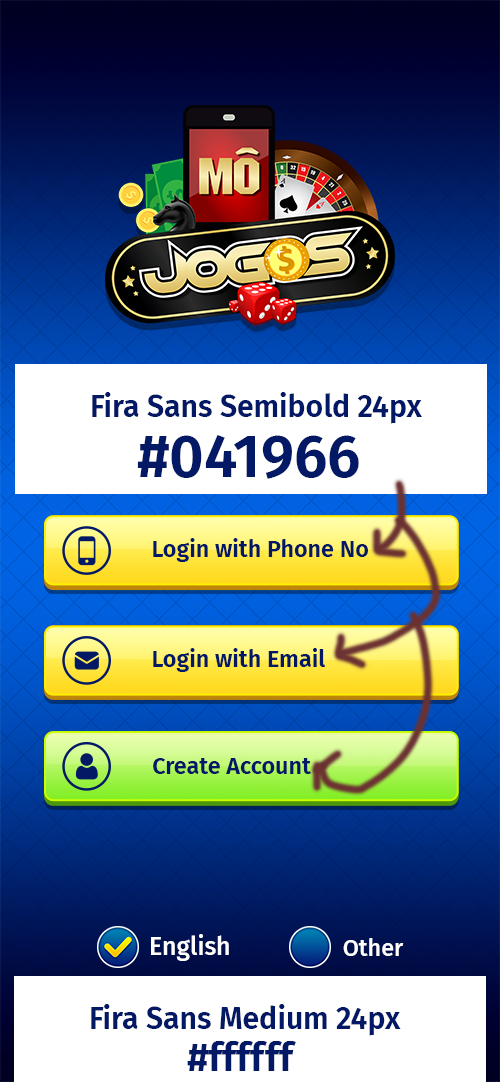 MÔ
JOGOS
Fira Sans Semibold 24px
#041966
Login with Phone No
Login with Email
Create Account
English
Other
Fira Sans Medium 24px
#ffffff